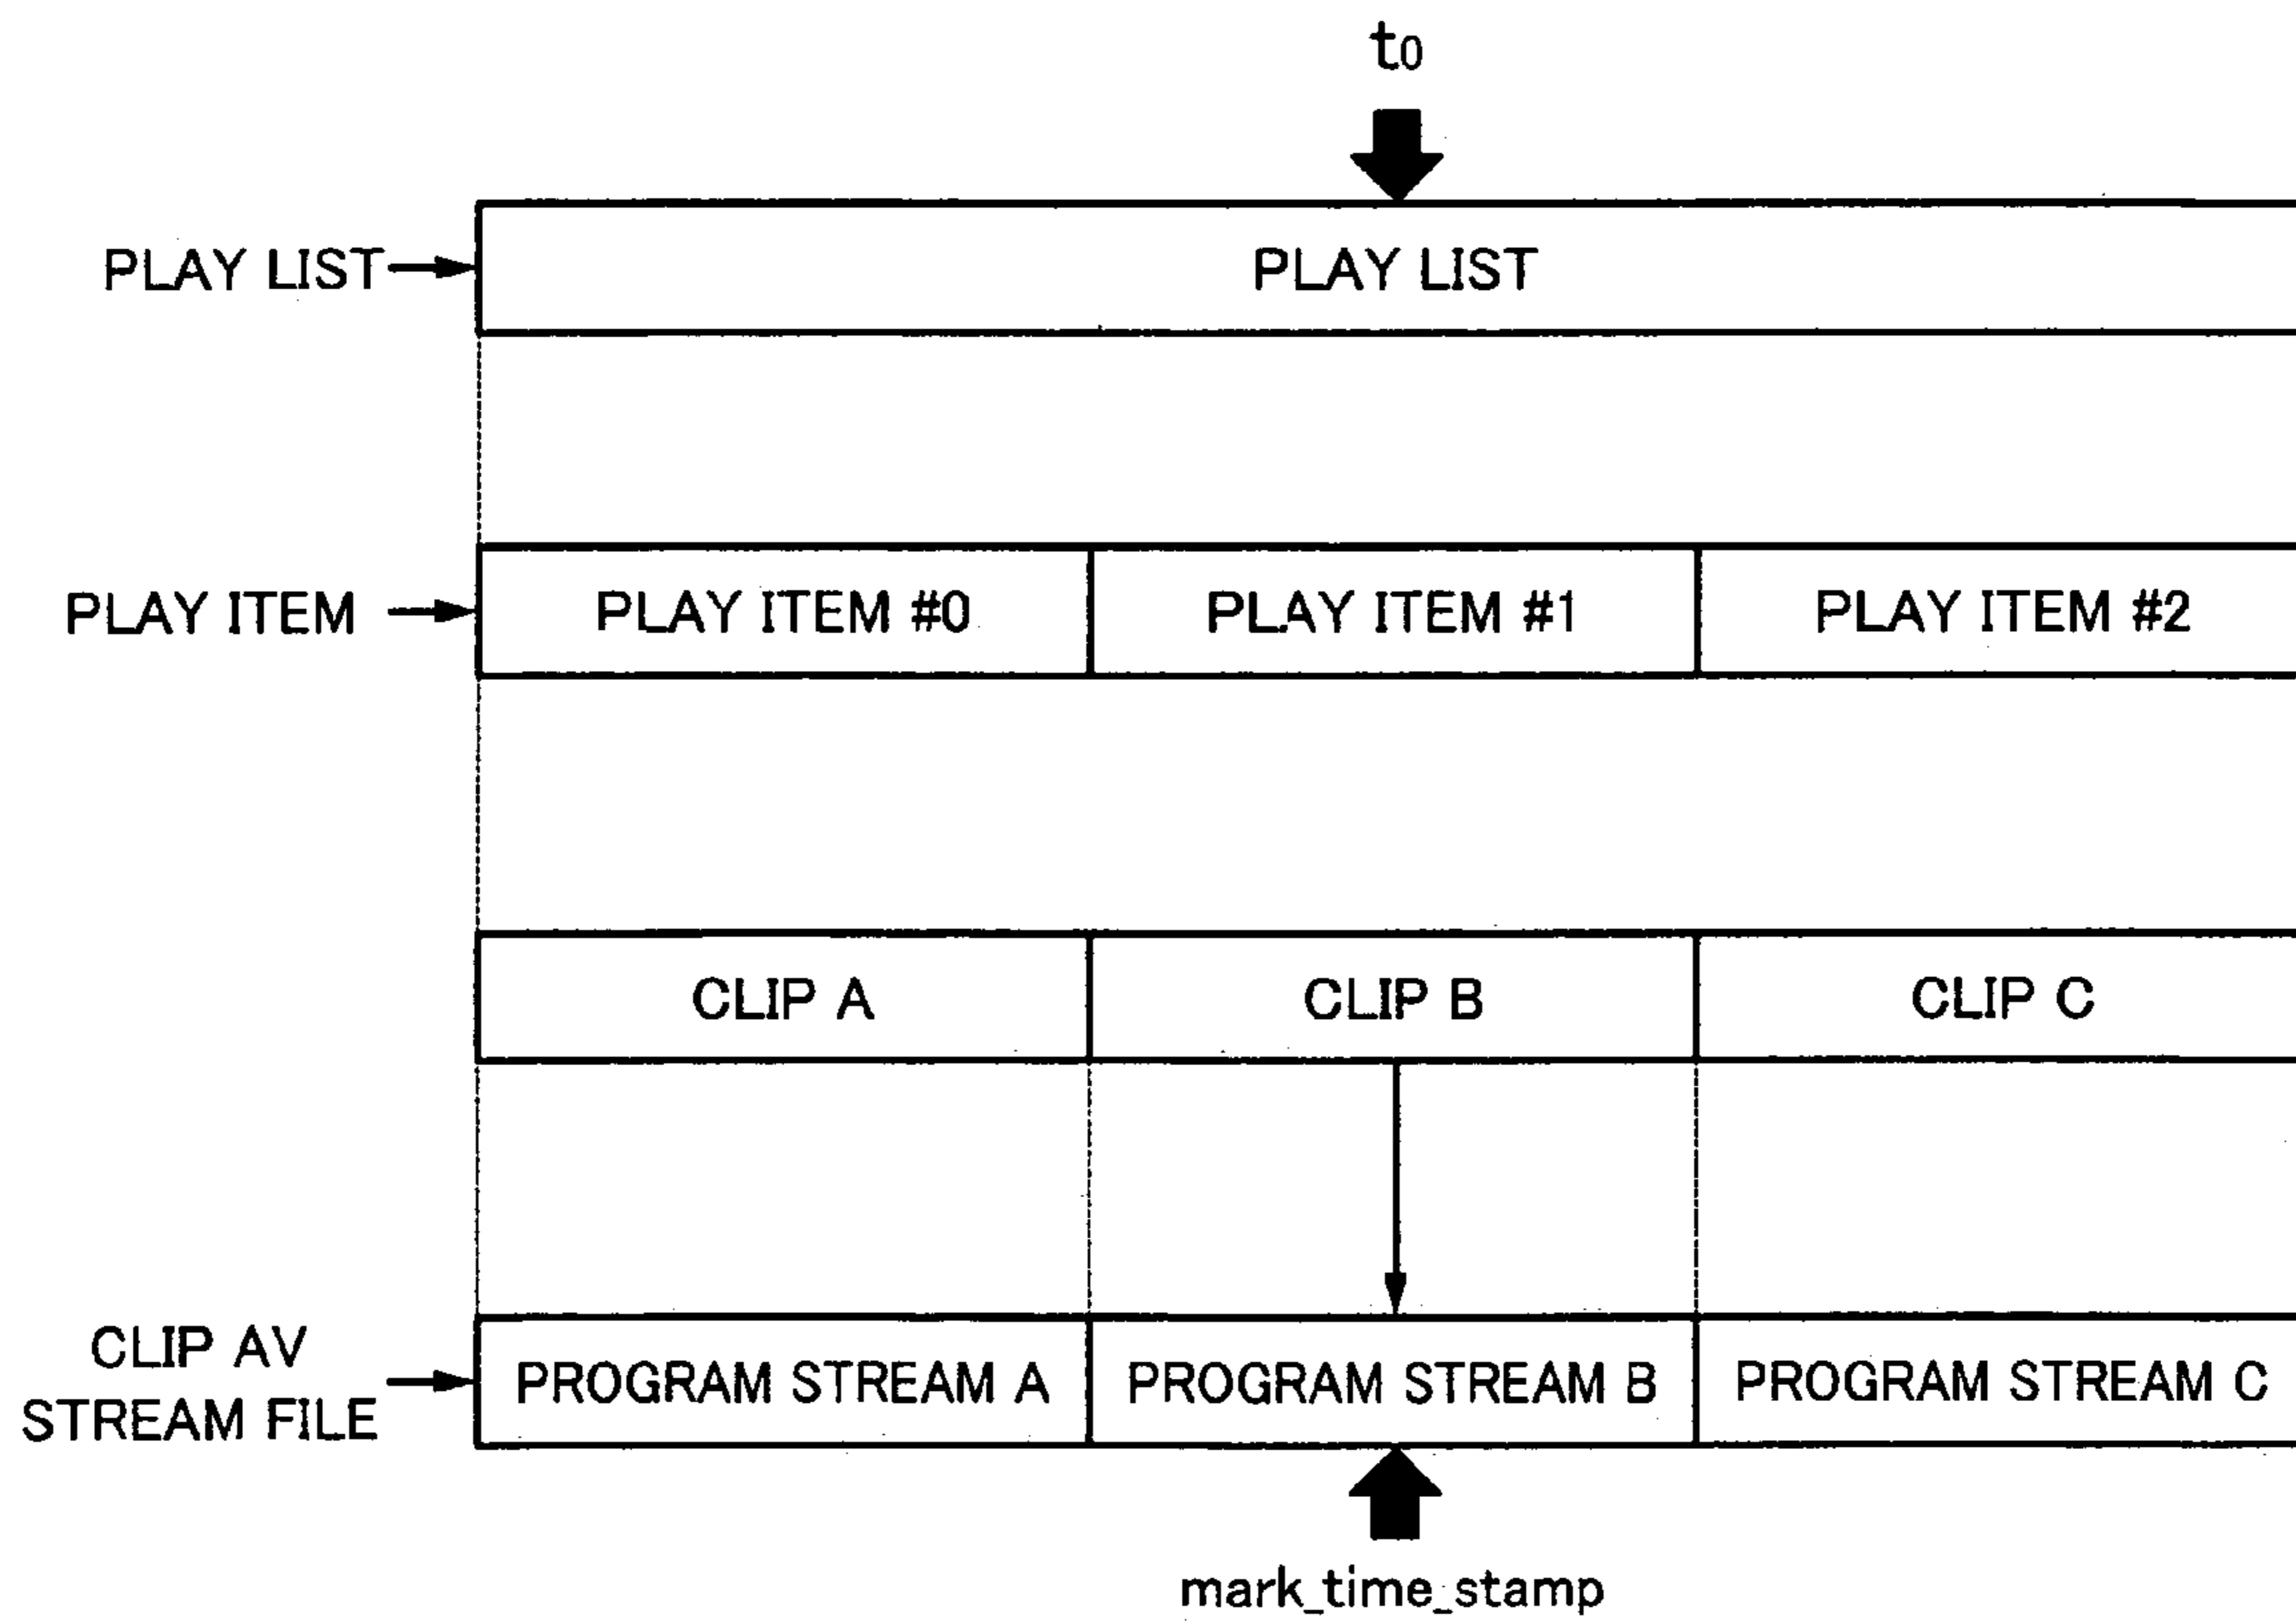 t0
PLAY LIST
PLAY LIST
PLAY ITEM
PLAY ITEM #0
PLAY ITEM #1
PLAY ITEM #2
CLIP A
CLIP B
CLIP C
CLIP AV
STREAM FILE
PROGRAM STREAM A
PROGRAM STREAM B
PROGRAM STREAM C
mark_time_stamp